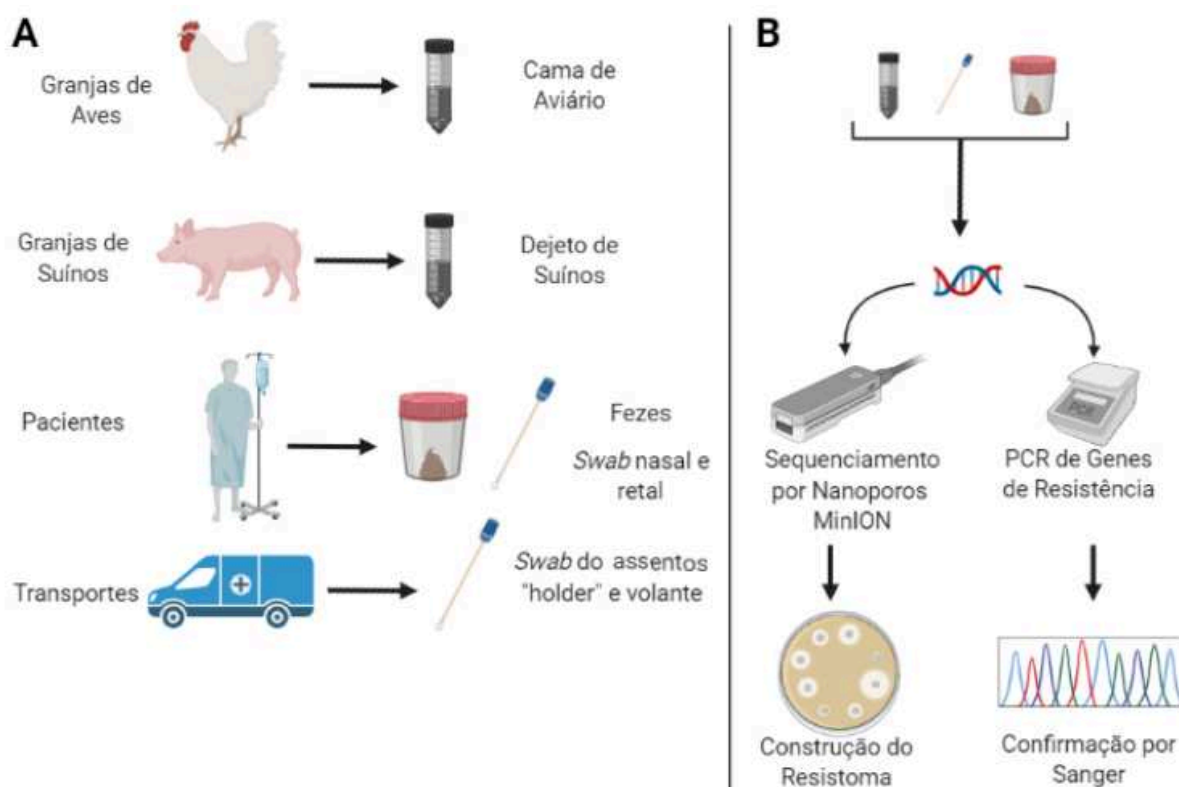 A
Granjas de
Aves
Cama de
Aviário
Granjas de
Suínos
Dejeto de
Suínos
Pacientes
Fezes
Swab nasal e
retal
Transportes
Swab do assentos
"holder" e volante
B
PCR
Sequenciamento
por Nanoporos
MinION
PCR de Genes
de Resistência
Construção do
Resistoma
Confirmação por
Sanger